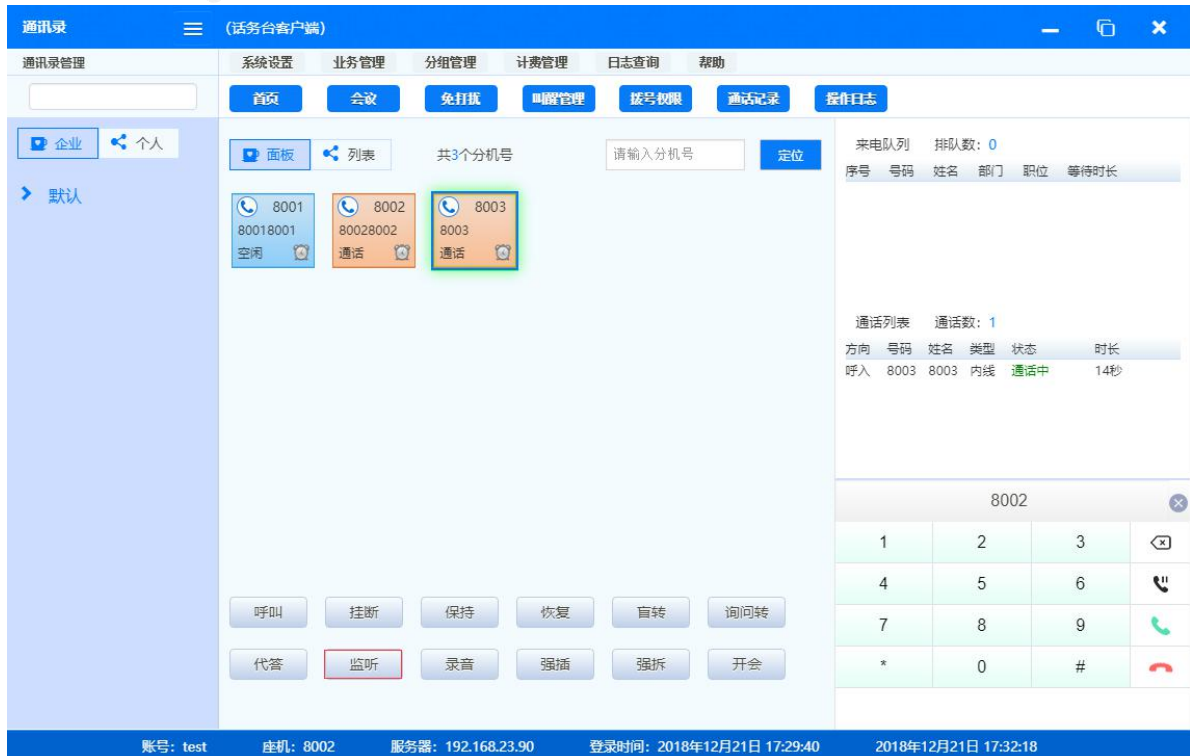 通讯录
(话务台客户端)
通讯录管理
系统设置 业务管理 分组管理 计费管理 日志查询 帮助
首页 会议 免打扰 叫醒管理 拨号权限 通话记录 操作日志
企业 个人
默认
面板 列表 共3个分机号 请输入分机号 定位
8001
80018001
空闲
8002
80028002
通话
8003
8003
通话
呼叫 挂断 保持 恢复 盲转 询问转
代答 监听 录音 强插 强拆 开会
来电队列 排队数: 0
序号 号码 姓名 部门 职位 等待时长
通话列表 通话数: 1
方向 号码 姓名 类型 状态 时长
呼入 8003 8003 内线 通话中 14秒
8002
1 2 3
4 5 6
7 8 9
* 0 #
账号: test 座机: 8002 服务器: 192.168.23.90 登录时间: 2018年12月21日 17:29:40 2018年12月21日 17:32:18